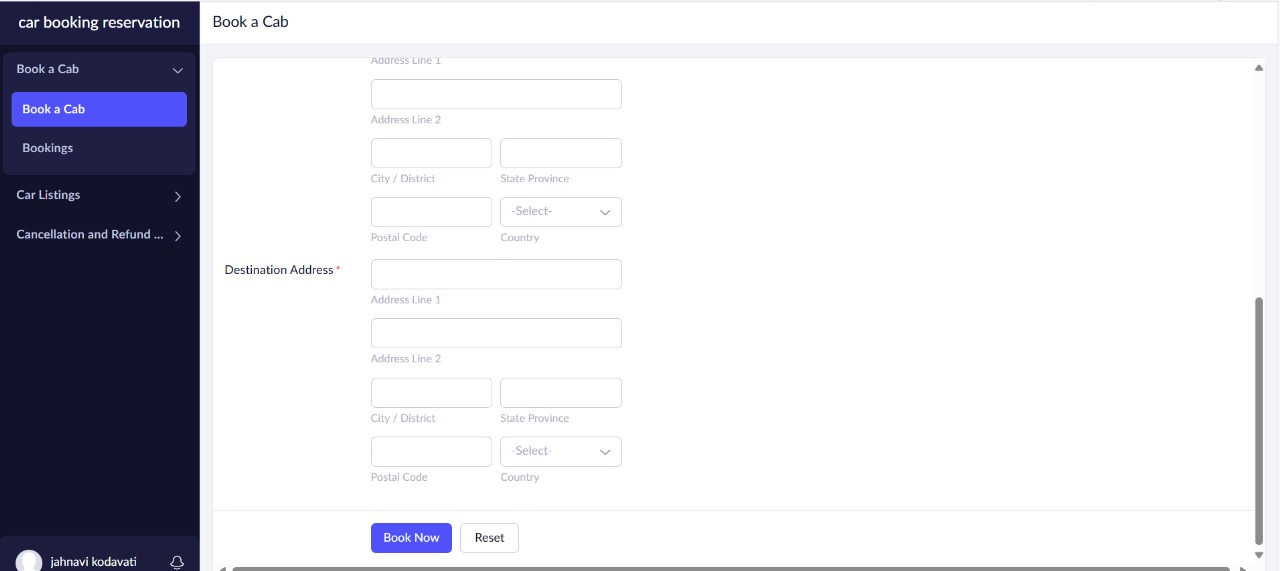 car booking reservation
Book a Cab
Book a Cab
Book a Cab
Bookings
Car Listings
Cancellation and Refund ...
Address Line 1
Address Line 2
City / District State Province
-Select-
Postal Code Country
Destination Address *
Address Line 1
Address Line 2
City / District State Province
-Select-
Postal Code Country
Book Now Reset
jahnavi kodavati